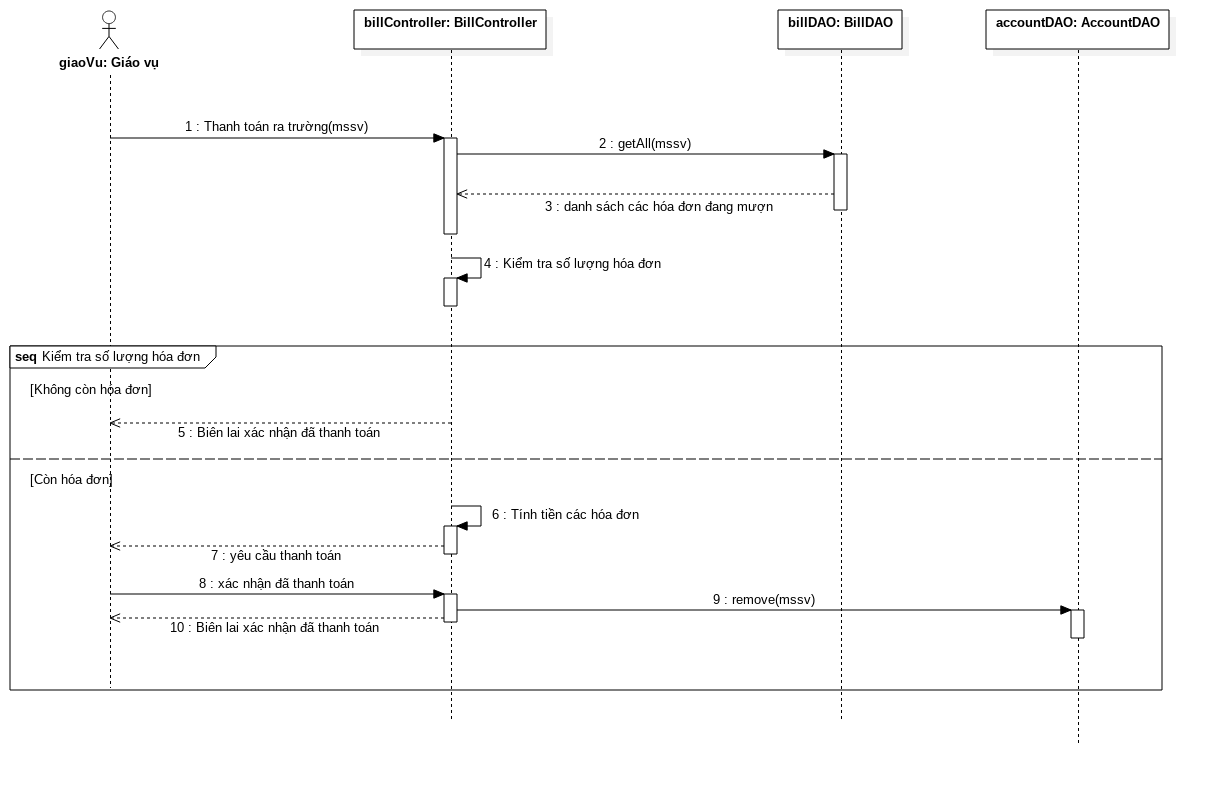 billController: BillController
billDAO: BillDAO
accountDAO: AccountDAO
giaoVu: Giáo vụ
1 : Thanh toán ra trường(mssv)
2 : getAll(mssv)
3 : danh sách các hóa đơn đang mượn
4 : Kiểm tra số lượng hóa đơn
seq Kiểm tra số lượng hóa đơn
[Không còn hóa đơn]
5 : Biên lai xác nhận đã thanh toán
[Còn hóa đơn]
6 : Tính tiền các hóa đơn
7 : yêu cầu thanh toán
8 : xác nhận đã thanh toán
9 : remove(mssv)
10 : Biên lai xác nhận đã thanh toán